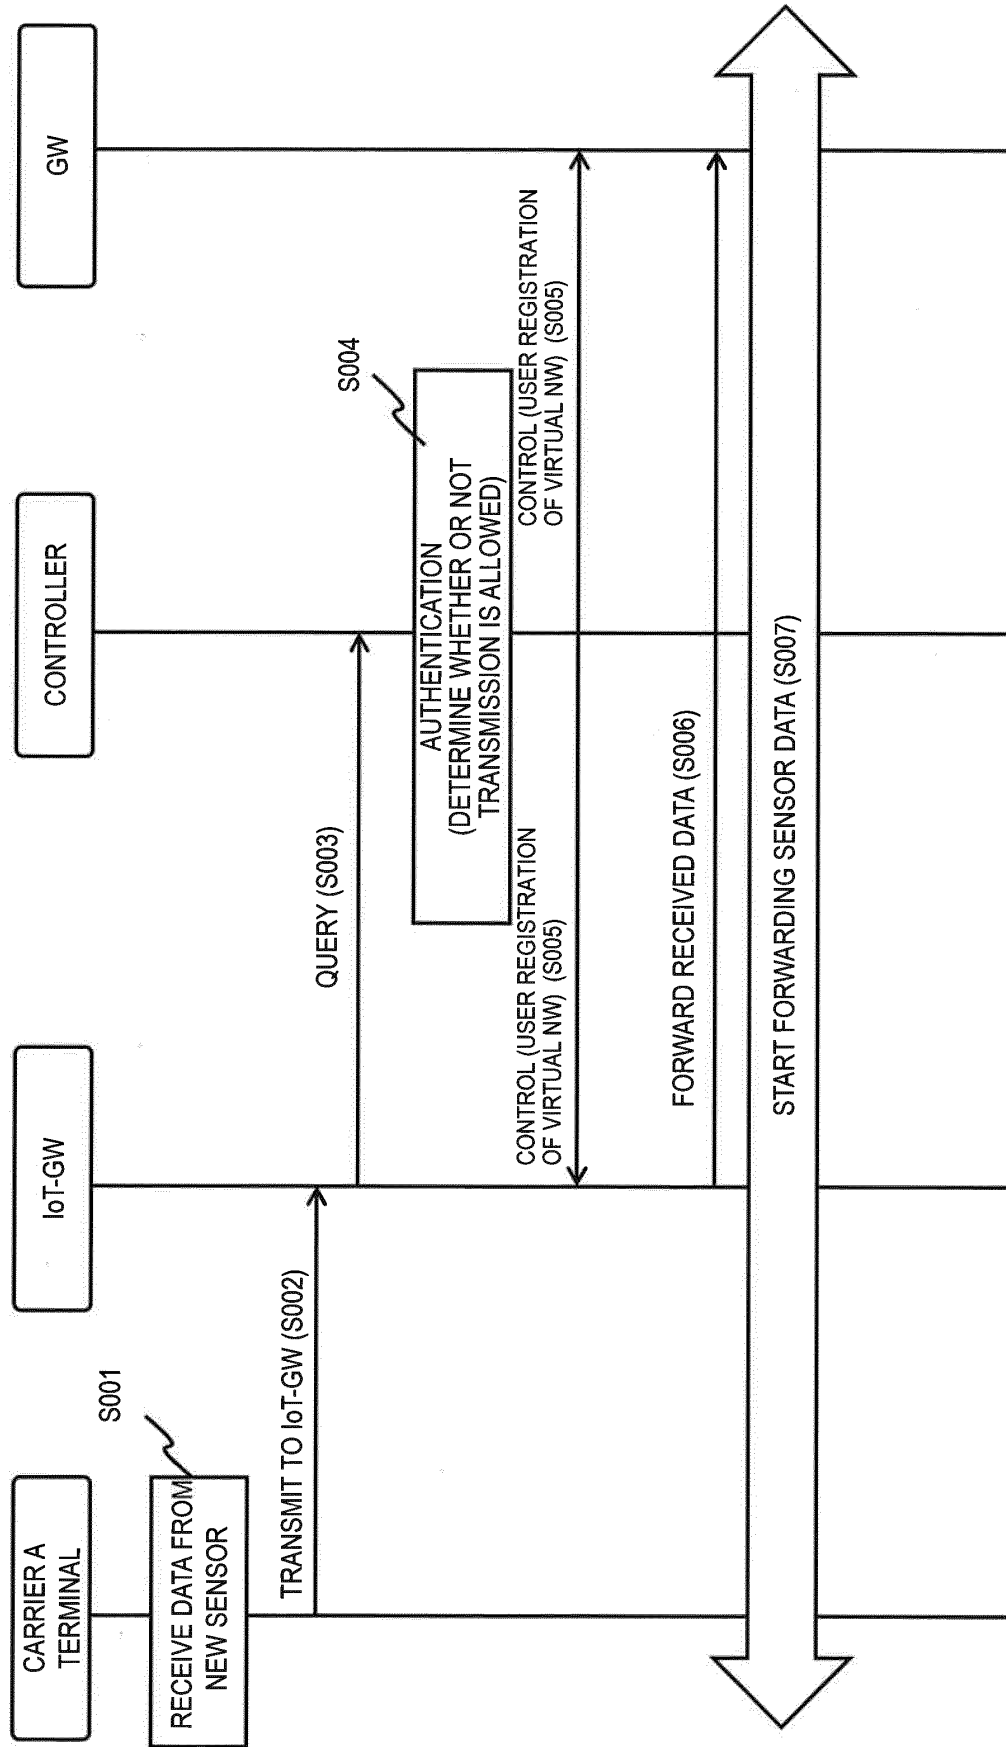 CARRIER A
TERMINAL
IoT-GW
CONTROLLER
GW
RECEIVE DATA FROM
NEW SENSOR
S001
TRANSMIT TO IoT-GW (S002)
QUERY (S003)
AUTHENTICATION
(DETERMINE WHETHER OR NOT
TRANSMISSION IS ALLOWED)
S004
CONTROL (USER REGISTRATION
OF VIRTUAL NW) (S005)
CONTROL (USER REGISTRATION
OF VIRTUAL NW) (S005)
FORWARD RECEIVED DATA (S006)
START FORWARDING SENSOR DATA (S007)